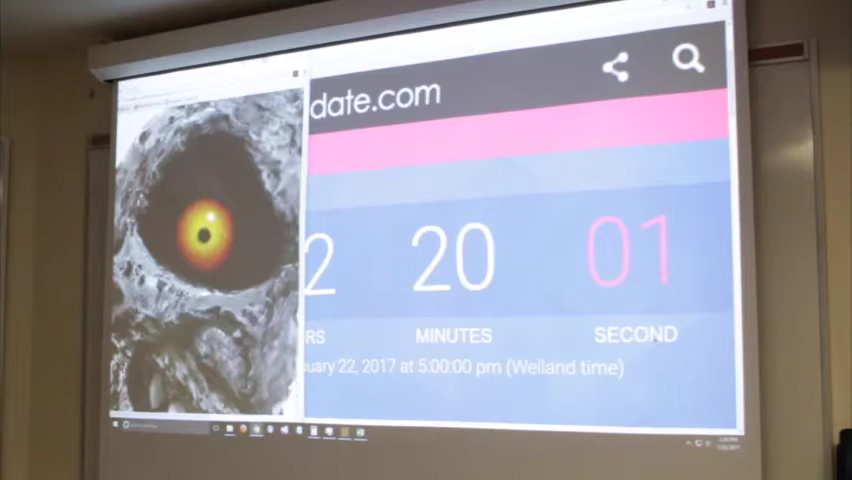 date.com
2 20 01
RS MINUTES SECOND
uary 22, 2017 at 5:00:00 pm (Welland time)